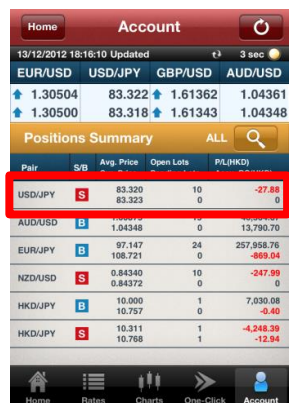 Home Account
13/12/2012 18:16:10 Updated 3 sec
EUR/USD USD/JPY GBP/USD AUD/USD
1.30504 83.322 1.61362 1.04361
1.30500 83.318 1.61343 1.04348
Positions Summary ALL
Pair S/B Avg. Price Open Lots P/L(HKD)
USD/JPY S 83.320 10 -27.88
83.323 0 0
AUD/USD B
1.04348 0 13,790.70
EUR/JPY B 97.147 24 257,958.76
108.721 0 -869.04
NZD/USD S 0.84340 10 -247.99
0.84372 0 0
HKD/JPY B 10.000 1 7,030.08
10.757 0 -0.40
HKD/JPY S 10.311 1 -4,248.39
10.768 1 -12.94
Home Rates Charts One-Click Account